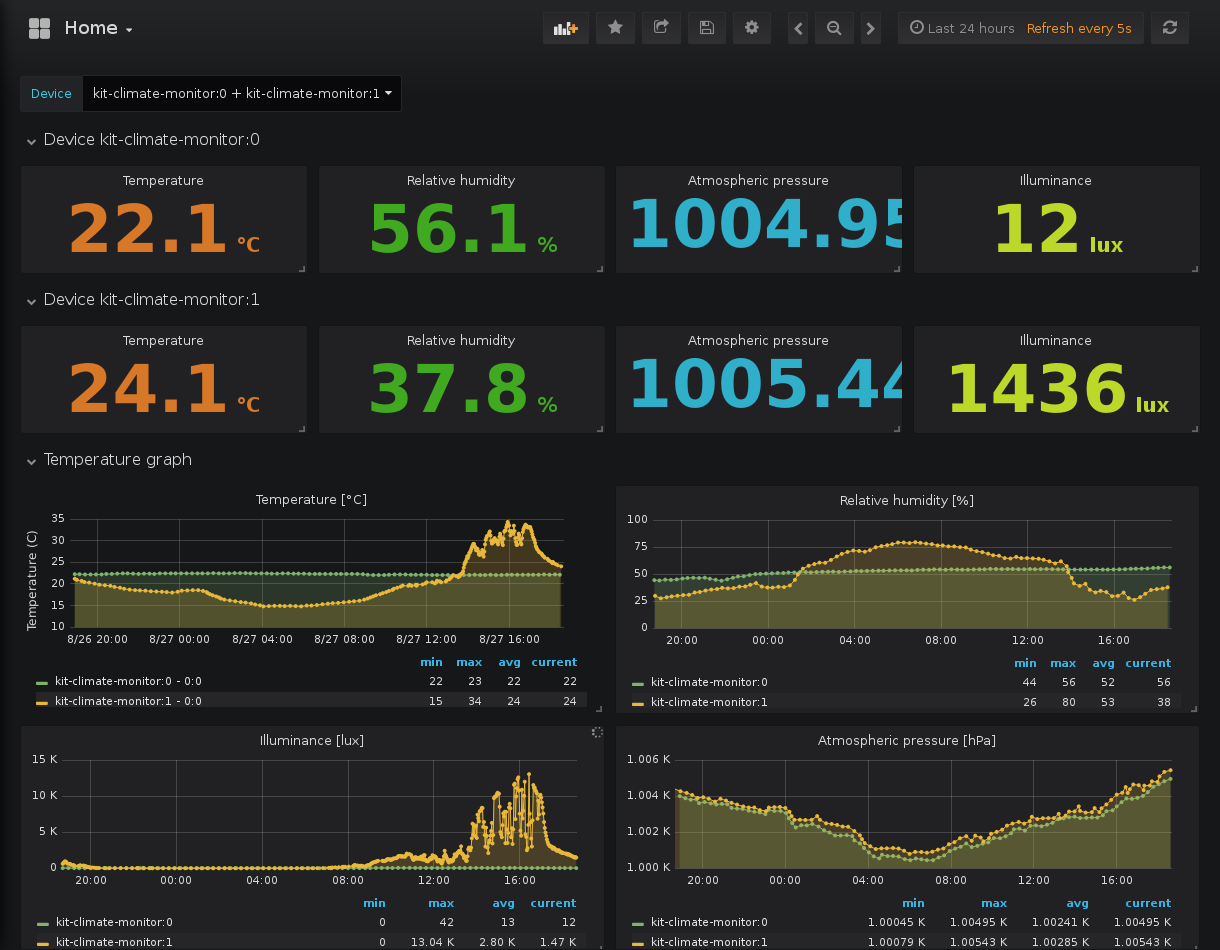 Home
Last 24 hours Refresh every 5s
Device kit-climate-monitor:0 + kit-climate-monitor:1
Device kit-climate-monitor:0
Temperature Relative humidity Atmospheric pressure Illuminance
22.1 °C 56.1 % 1004.95 12 lux
Device kit-climate-monitor:1
Temperature Relative humidity Atmospheric pressure Illuminance
24.1 °C 37.8 % 1005.44 1436 lux
Temperature graph
Temperature [°C]
Temperature (C)
35
30
25
20
15
10
8/26 20:00 8/27 00:00 8/27 04:00 8/27 08:00 8/27 12:00 8/27 16:00
min max avg current
kit-climate-monitor:0 - 0:0 22 23 22 22
kit-climate-monitor:1 - 0:0 15 34 24 24
Relative humidity [%]
100
75
50
25
0
20:00 00:00 04:00 08:00 12:00 16:00
min max avg current
kit-climate-monitor:0 44 56 52 56
kit-climate-monitor:1 26 80 53 38
Illuminance [lux]
15 K
10 K
5 K
0
20:00 00:00 04:00 08:00 12:00 16:00
min max avg current
kit-climate-monitor:0 0 42 13 12
kit-climate-monitor:1 0 13.04 K 2.80 K 1.47 K
Atmospheric pressure [hPa]
1.006 K
1.004 K
1.002 K
1.000 K
20:00 00:00 04:00 08:00 12:00 16:00
min max avg current
kit-climate-monitor:0 1.00045 K 1.00495 K 1.00241 K 1.00495 K
kit-climate-monitor:1 1.00079 K 1.00543 K 1.00285 K 1.00543 K